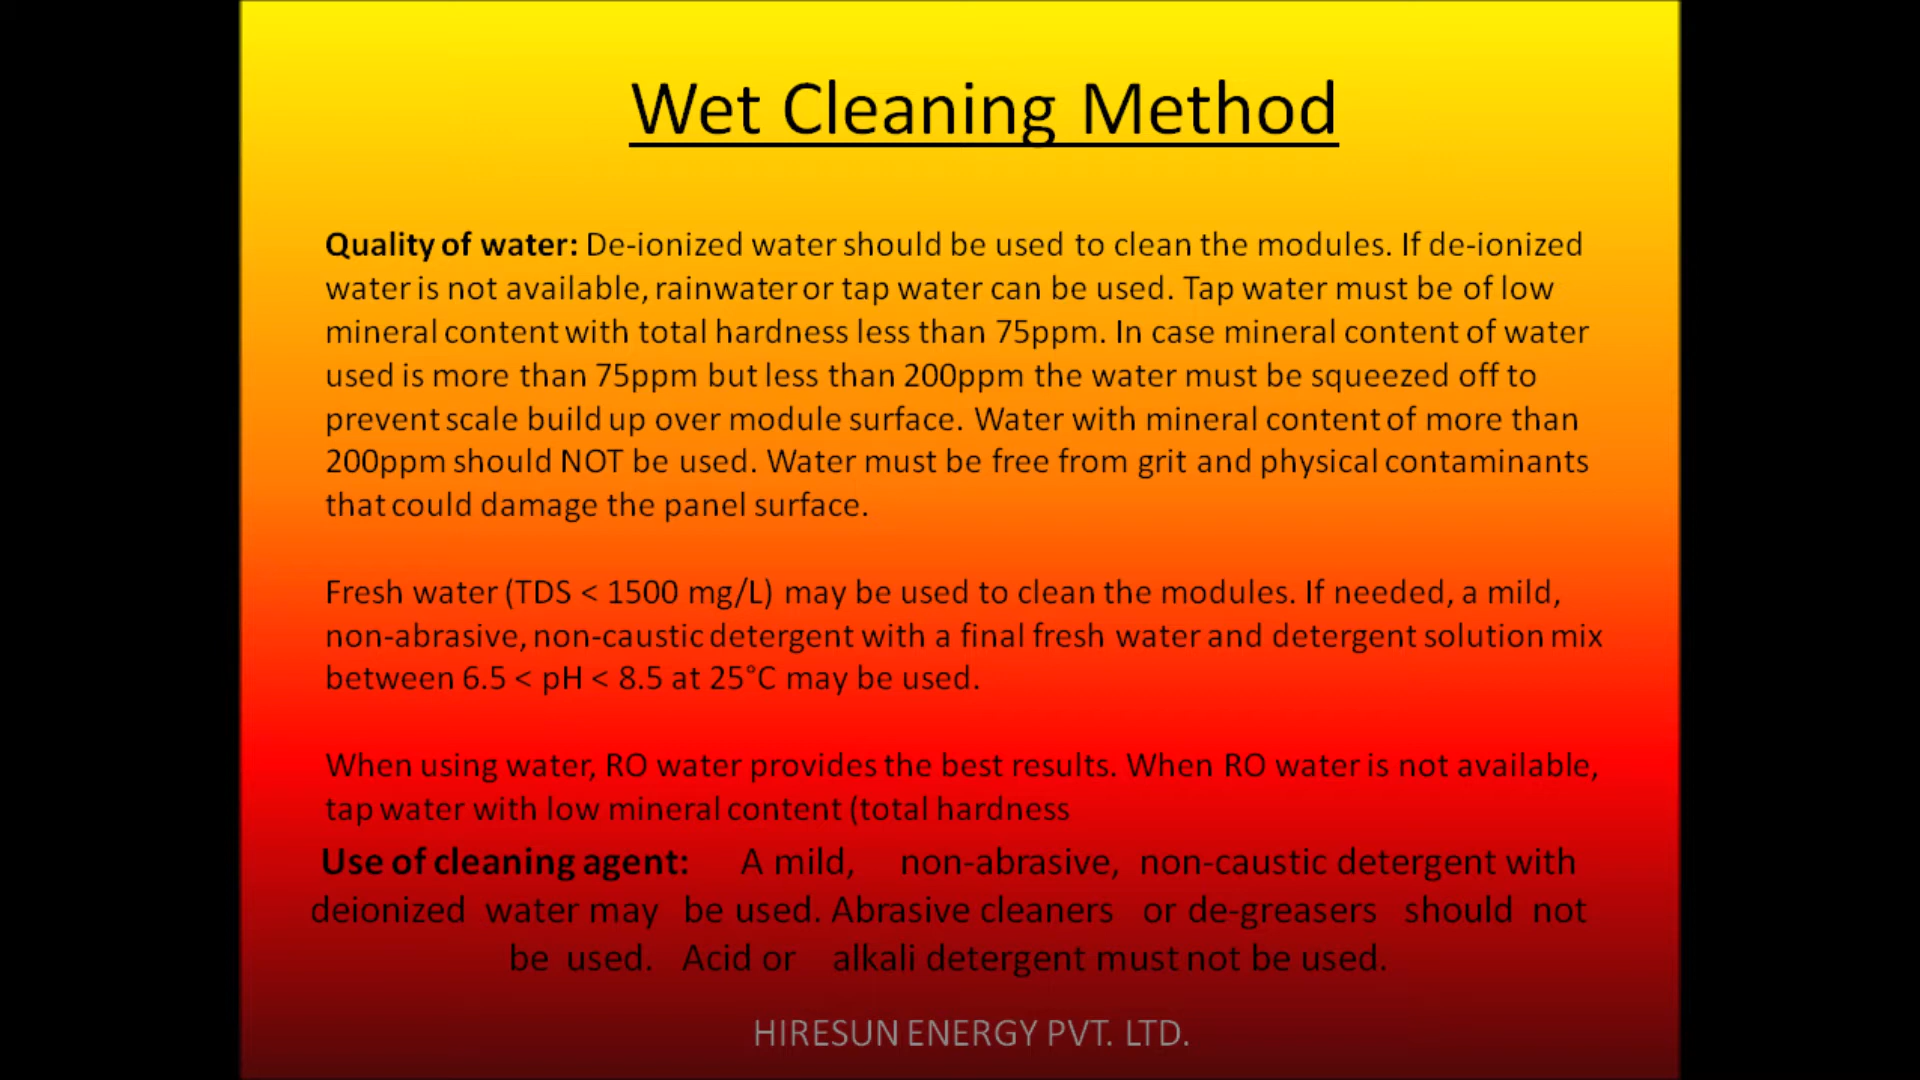 Wet Cleaning Method
Quality of water: De-ionized water should be used to clean the modules. If de-ionized
water is not available, rainwater or tap water can be used. Tap water must be of low
mineral content with total hardness less than 75ppm. In case mineral content of water
used is more than 75ppm but less than 200ppm the water must be squeezed off to
prevent scale build up over module surface. Water with mineral content of more than
200ppm should NOT be used. Water must be free from grit and physical contaminants
that could damage the panel surface.
Fresh water (TDS < 1500 mg/L) may be used to clean the modules. If needed, a mild,
non-abrasive, non-caustic detergent with a final fresh water and detergent solution mix
between 6.5 < pH < 8.5 at 25°C may be used.
When using water, RO water provides the best results. When RO water is not available,
tap water with low mineral content (total hardness
Use of cleaning agent: A mild, non-abrasive, non-caustic detergent with
deionized water may be used. Abrasive cleaners or de-greasers should not
be used. Acid or alkali detergent must not be used.
HIRESUN ENERGY PVT. LTD.